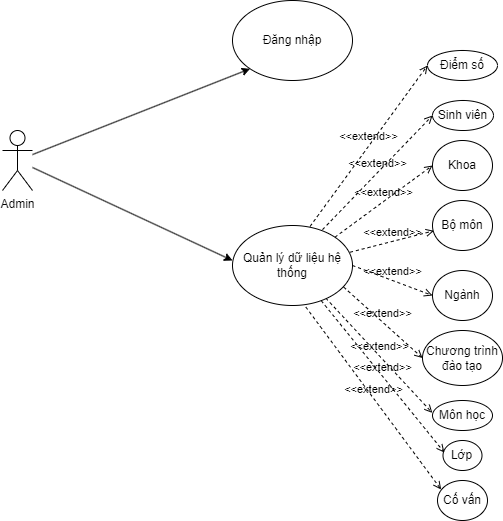 Đăng nhập
Điểm số
Sinh viên
<<extend>>
<<extend>>
Khoa
<<extend>>
Admin
Bộ môn
<<extend>>
Quản lý dữ liệu hệ
thống
<<extend>>
Ngành
<<extend>>
Chương trình
đào tạo
<<extend>>
<<extend>>
<<extend>>
Môn học
Lớp
Cố vấn